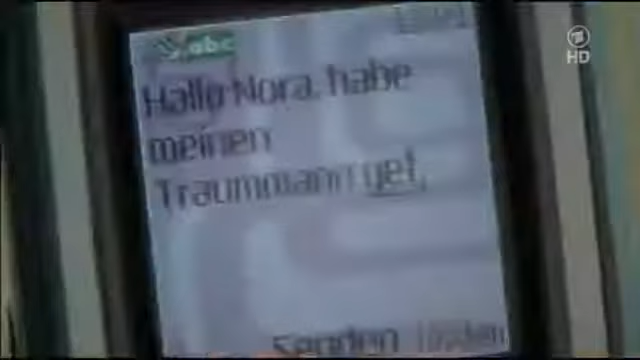 .abc
HD
Hallo Nora, habe
meinen
Traummann gef
Senden